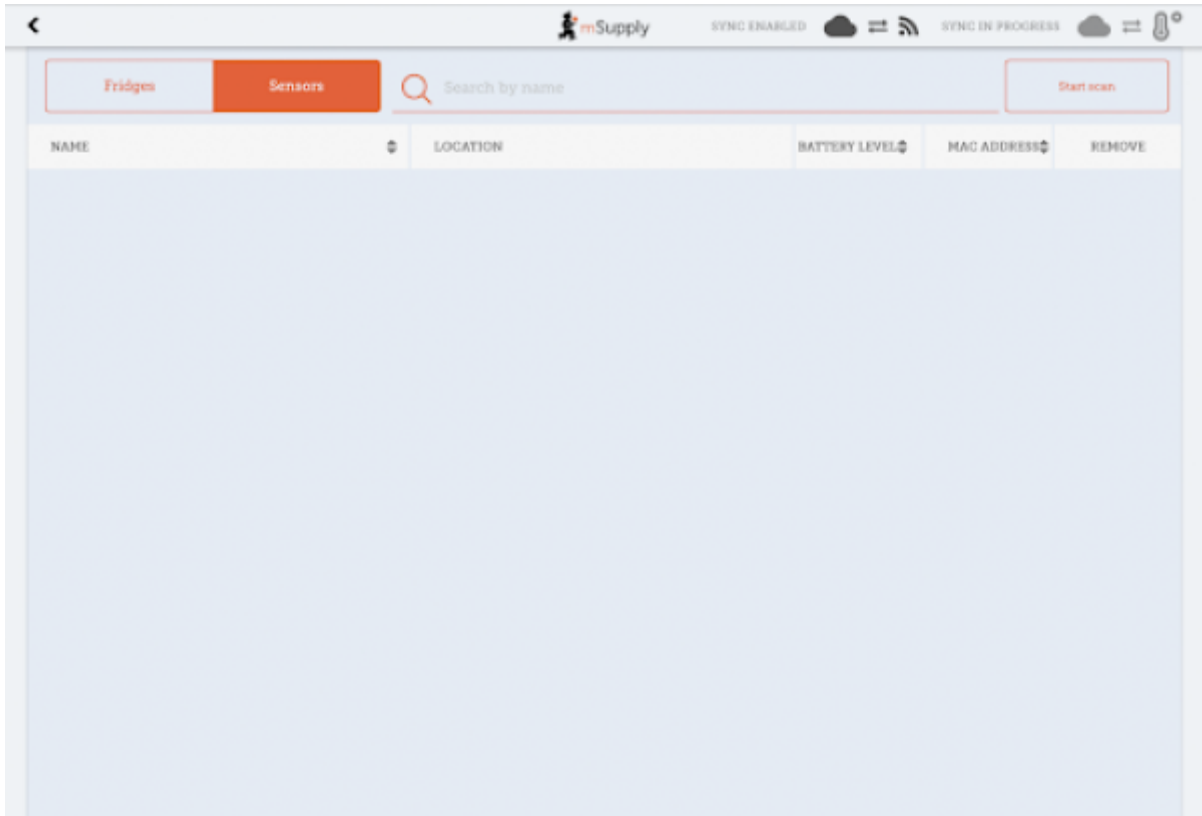 mSupply SYNC ENABLED SYNC IN PROGRESS
Fridges Sensors Search by name Start scan
NAME LOCATION BATTERY LEVEL MAC ADDRESS REMOVE